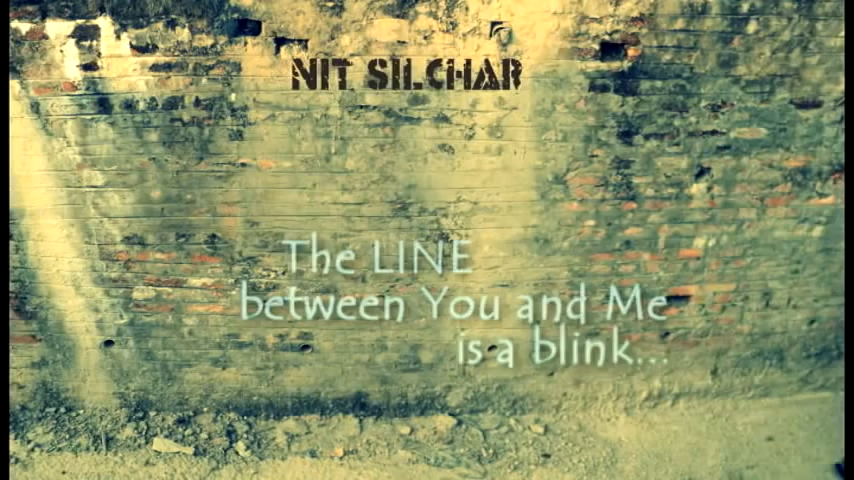 NIT SILCHAR
The LINE
between You and Me
is a blink...